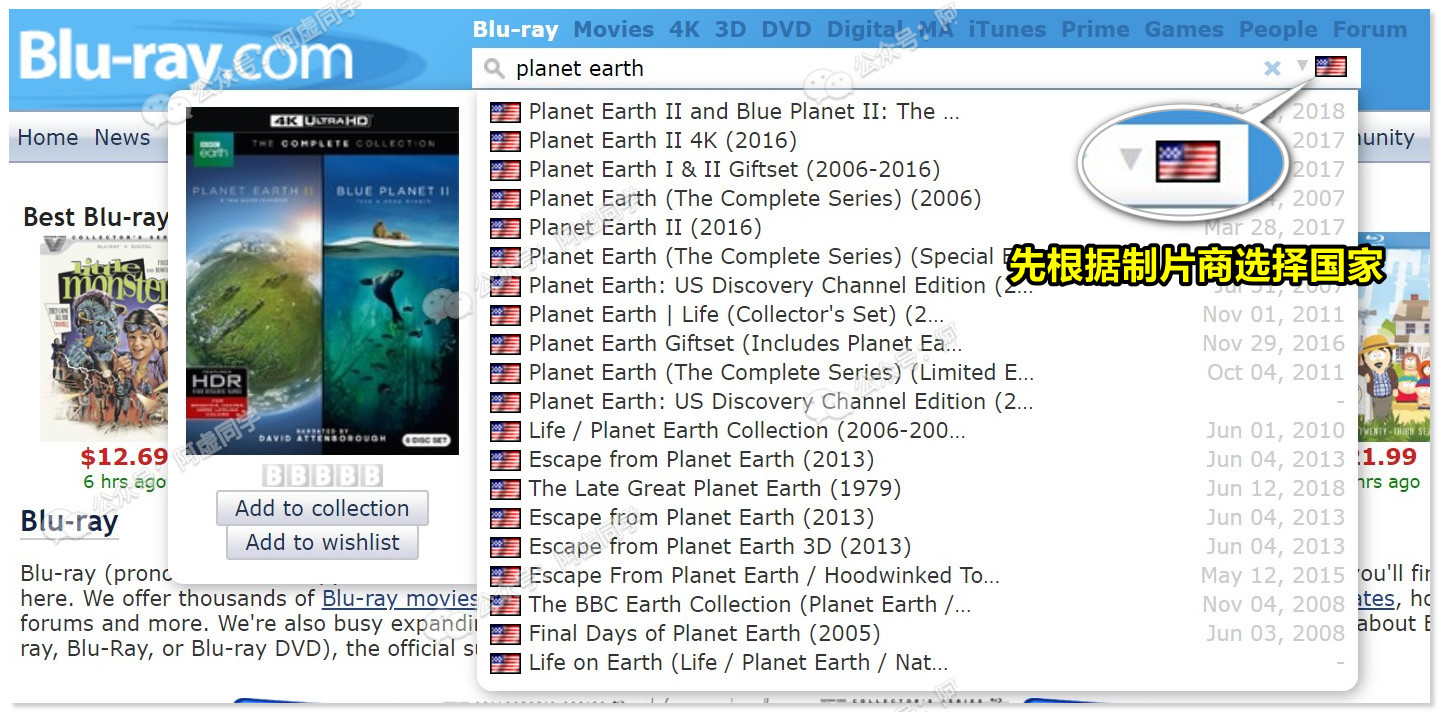 Blu-ray.com
Blu-ray Movies 4K 3D DVD Digital MA iTunes Prime Games People Forum
planet earth
Home News
Best Blu-ray
COLLECTOR'S SERIES
little monsters
$12.69
6 hrs ago
Blu-ray
4K ULTRA HD
BBC earth
THE COMPLETE COLLECTION
PLANET EARTH II
BLUE PLANET II
HDR
NARRATED BY
DAVID ATTENBOROUGH
6 DISC SET
BBBBB
Add to collection
Add to wishlist
Planet Earth II and Blue Planet II: The ... 2018
Planet Earth II 4K (2016) 2017
Planet Earth I & II Giftset (2006-2016) 2017
Planet Earth (The Complete Series) (2006) 2007
Planet Earth II (2016) Mar 28, 2017
Planet Earth (The Complete Series) (Special
先根据制片商选择国家
Planet Earth: US Discovery Channel Edition (2... Jul 31, 2007
Planet Earth | Life (Collector's Set) (2... Nov 01, 2011
Planet Earth Giftset (Includes Planet Ea... Nov 29, 2016
Planet Earth (The Complete Series) (Limited E... Oct 04, 2011
Planet Earth: US Discovery Channel Edition (2... -
Life / Planet Earth Collection (2006-200... Jun 01, 2010
Escape from Planet Earth (2013) Jun 04, 2013
The Late Great Planet Earth (1979) Jun 12, 2018
Escape from Planet Earth (2013) Jun 04, 2013
Escape from Planet Earth 3D (2013) Jun 04, 2013
Escape From Planet Earth / Hoodwinked To... May 12, 2015
The BBC Earth Collection (Planet Earth /... Nov 04, 2008
Final Days of Planet Earth (2005) Jun 03, 2008
Life on Earth (Life / Planet Earth / Nat... -
munity
21.99
hrs ago
Blu-ray (prono
here. We offer thousands of Blu-ray movies
forums and more. We're also busy expandi
ray, Blu-Ray, or Blu-ray DVD), the official su
you'll fin
ates, ho
about B
公众号：阿虚同学